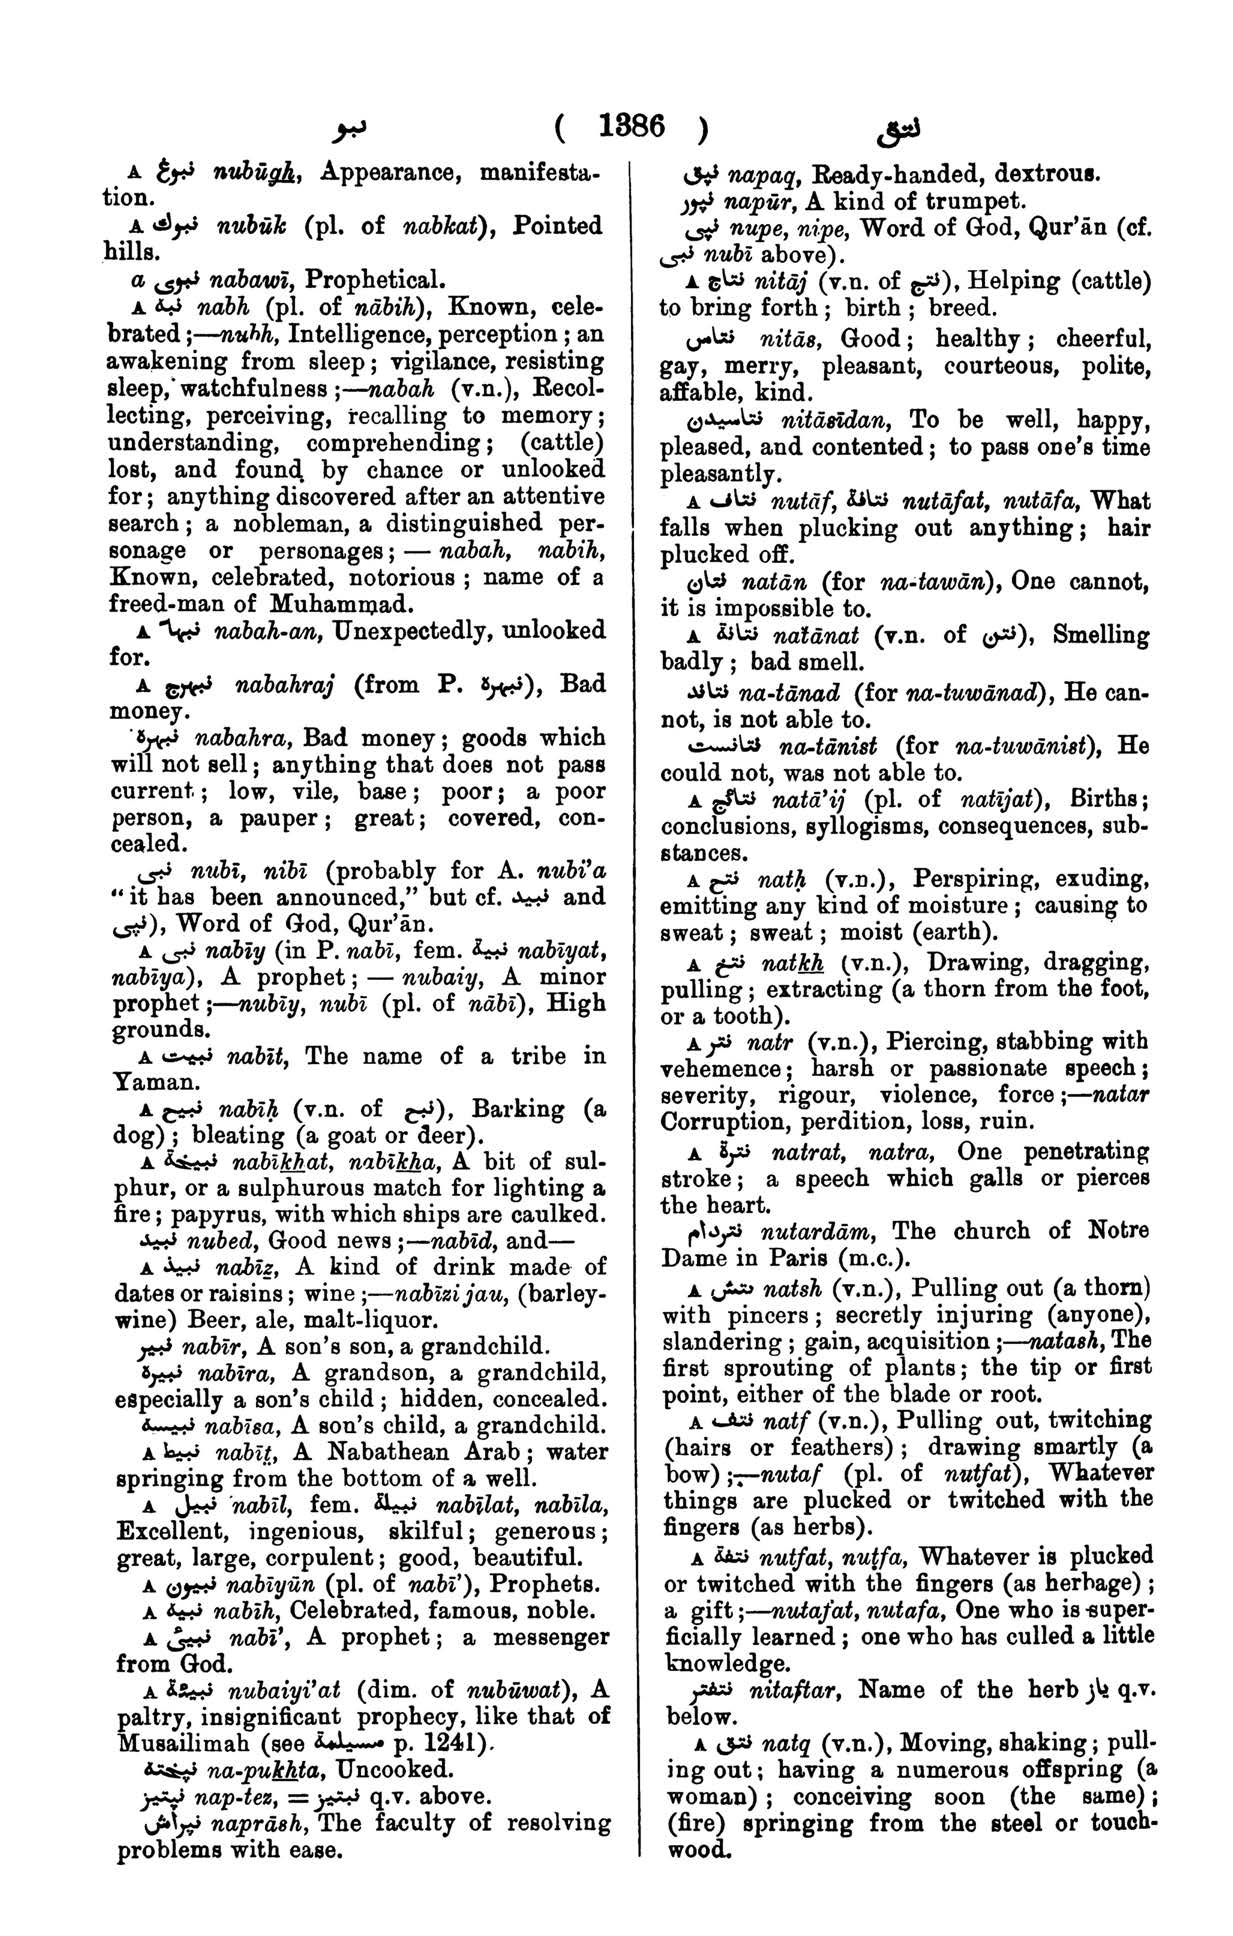 نبو ( 1386 ) نتق
A نبوغ nubūgh, Appearance, manifesta-
tion.
A نبوك nubūk (pl. of nabkat), Pointed
hills.
a نبوی nabawī, Prophetical.
A نبه nabh (pl. of nābih), Known, cele-
brated ;—nubh, Intelligence, perception ; an
awakening from sleep ; vigilance, resisting
sleep, watchfulness ;—nabah (v.n.), Recol-
lecting, perceiving, recalling to memory ;
understanding, comprehending ; (cattle)
lost, and found by chance or unlooked
for ; anything discovered after an attentive
search ; a nobleman, a distinguished per-
sonage or personages ; — nabah, nabih,
Known, celebrated, notorious ; name of a
freed-man of Muhammad.
A نبها nabah-an, Unexpectedly, unlooked
for.
A نبهرج nabahraj (from P. نبهره), Bad
money.
نبهره nabahra, Bad money ; goods which
will not sell ; anything that does not pass
current ; low, vile, base ; poor ; a poor
person, a pauper ; great ; covered, con-
cealed.
نبی nubī, nibī (probably for A. nubi'a
"it has been announced," but cf. نبید and
نپی), Word of God, Qur'ān.
A نبی nabīy (in P. nabī, fem. نبیة nabīyat,
nabīya), A prophet ; — nubaiy, A minor
prophet ;—nubīy, nubī (pl. of nābī), High
grounds.
A نبیت nabīt, The name of a tribe in
Yaman.
A نبیح nabīḥ (v.n. of نبح), Barking (a
dog) ; bleating (a goat or deer).
A نبیخة nabīkhat, nabīkha, A bit of sul-
phur, or a sulphurous match for lighting a
fire ; papyrus, with which ships are caulked.
نبید nubed, Good news ;—nabīd, and—
A نبیذ nabīẕ, A kind of drink made of
dates or raisins ; wine ;—nabīẕi jau, (barley-
wine) Beer, ale, malt-liquor.
نبیر nabīr, A son's son, a grandchild.
نبیره nabīra, A grandson, a grandchild,
especially a son's child ; hidden, concealed.
نبیسه nabīsa, A son's child, a grandchild.
A نبیط nabīt̤, A Nabathean Arab ; water
springing from the bottom of a well.
A نبیل nabīl, fem. نبیلة nabīlat, nabīla,
Excellent, ingenious, skilful ; generous ;
great, large, corpulent ; good, beautiful.
A نبیون nabīyūn (pl. of nabī'), Prophets.
A نبیه nabīh, Celebrated, famous, noble.
A نبیئ nabī', A prophet ; a messenger
from God.
A نبیئة nubaiyi'at (dim. of nubūwat), A
paltry, insignificant prophecy, like that of
Musailimah (see مسیلمة p. 1241).
نپخته na-pukhta, Uncooked.
نپتیز nap-tez, = نبتیز q.v. above.
نپراش naprāsh, The faculty of resolving
problems with ease.
نپق napaq, Ready-handed, dextrous.
نپور napūr, A kind of trumpet.
نپی nupe, nipe, Word of God, Qur'ān (cf.
نبی nubī above).
A نتاج nitāj (v.n. of نتج), Helping (cattle)
to bring forth ; birth ; breed.
نتاس nitās, Good ; healthy ; cheerful,
gay, merry, pleasant, courteous, polite,
affable, kind.
نتاسیدن nitāsīdan, To be well, happy,
pleased, and contented ; to pass one's time
pleasantly.
A نتاف nutāf, نتافة nutāfat, nutāfa, What
falls when plucking out anything ; hair
plucked off.
نتان natān (for na-tawān), One cannot,
it is impossible to.
A نتانة natānat (v.n. of نتن), Smelling
badly ; bad smell.
نتاند na-tānad (for na-tuwānad), He can-
not, is not able to.
نتانست na-tānist (for na-tuwānist), He
could not, was not able to.
A نتائج natā'ij (pl. of natījat), Births ;
conclusions, syllogisms, consequences, sub-
stances.
A نتح natḥ (v.n.), Perspiring, exuding,
emitting any kind of moisture ; causing to
sweat ; sweat ; moist (earth).
A نتخ natkh (v.n.), Drawing, dragging,
pulling ; extracting (a thorn from the foot,
or a tooth).
A نتر natr (v.n.), Piercing, stabbing with
vehemence ; harsh or passionate speech ;
severity, rigour, violence, force ;—natar
Corruption, perdition, loss, ruin.
A نترة natrat, natra, One penetrating
stroke ; a speech which galls or pierces
the heart.
نتردام nutardām, The church of Notre
Dame in Paris (m.c.).
A نتش natsh (v.n.), Pulling out (a thorn)
with pincers ; secretly injuring (anyone),
slandering ; gain, acquisition ;—natash, The
first sprouting of plants ; the tip or first
point, either of the blade or root.
A نتف natf (v.n.), Pulling out, twitching
(hairs or feathers) ; drawing smartly (a
bow) ;—nutaf (pl. of nutfat), Whatever
things are plucked or twitched with the
fingers (as herbs).
A نتفة nutfat, nutfa, Whatever is plucked
or twitched with the fingers (as herbage) ;
a gift ;—nutafat, nutafa, One who is super-
ficially learned ; one who has culled a little
knowledge.
نتفتر nitaftar, Name of the herb یاز q.v.
below.
A نتق natq (v.n.), Moving, shaking ; pull-
ing out ; having a numerous offspring (a
woman) ; conceiving soon (the same) ;
(fire) springing from the steel or touch-
wood.